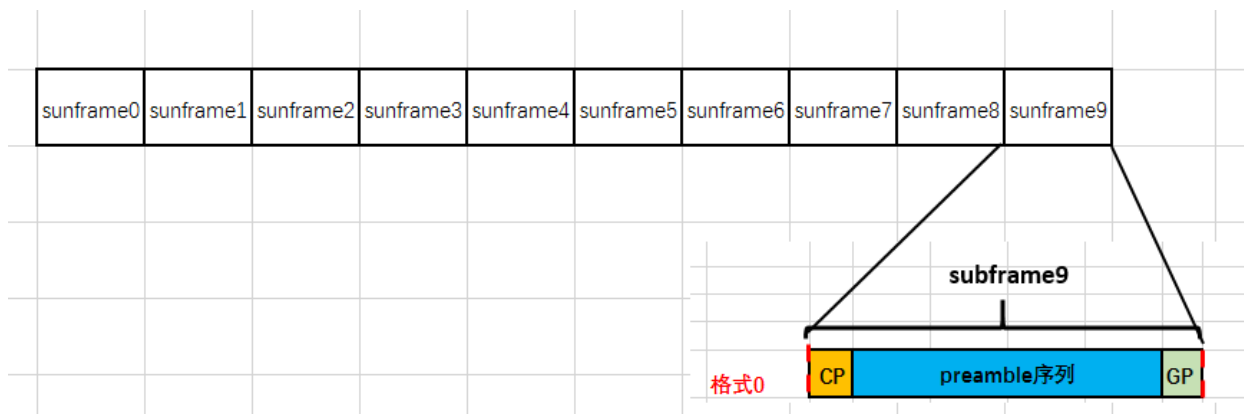 sunframe0 sunframe1 sunframe2 sunframe3 sunframe4 sunframe5 sunframe6 sunframe7 sunframe8 sunframe9
subframe9
格式0 CP preamble序列 GP